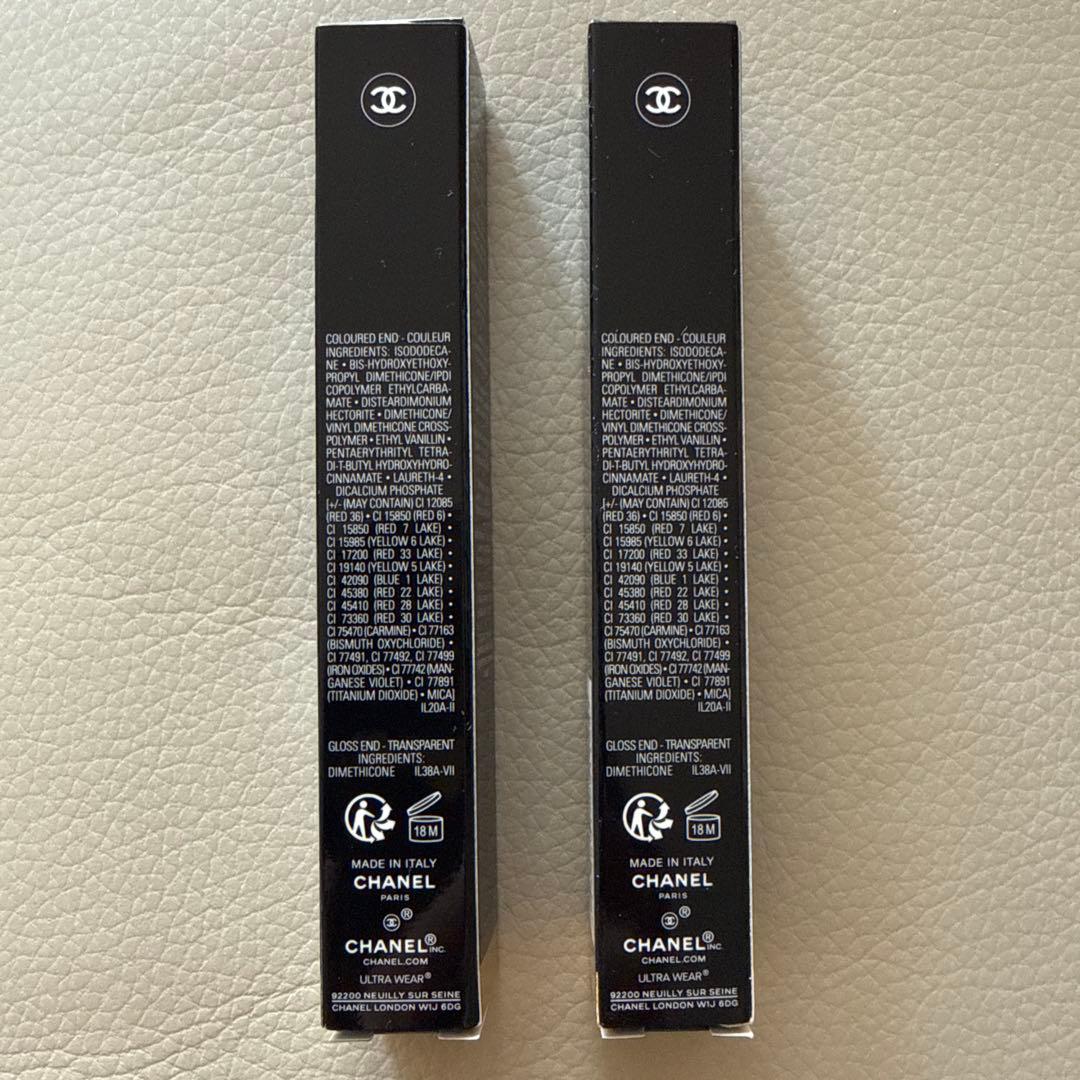 COLOURED END - COULEUR
INGREDIENTS: ISODODECA-
NE • BIS-HYDROXYETHOXY-
PROPYL DIMETHICONE/IPDI
COPOLYMER ETHYLCARBA-
MATE • DISTEARDIMONIUM
HECTORITE • DIMETHICONE/
VINYL DIMETHICONE CROSS-
POLYMER • ETHYL VANILLIN •
PENTAERYTHRITYL TETRA-
DI-T-BUTYL HYDROXYHYDRO-
CINNAMATE • LAURETH-4 •
DICALCIUM PHOSPHATE
[+/- (MAY CONTAIN) CI 12085
(RED 36) • CI 15850 (RED 6) •
CI 15850 (RED 7 LAKE) •
CI 15985 (YELLOW 6 LAKE) •
CI 17200 (RED 33 LAKE) •
CI 19140 (YELLOW 5 LAKE) •
CI 42090 (BLUE 1 LAKE) •
CI 45380 (RED 22 LAKE) •
CI 45410 (RED 28 LAKE) •
CI 73360 (RED 30 LAKE) •
CI 75470 (CARMINE) • CI 77163
(BISMUTH OXYCHLORIDE) •
CI 77491, CI 77492, CI 77499
(IRON OXIDES) • CI 77742 (MAN-
GANESE VIOLET) • CI 77891
(TITANIUM DIOXIDE) • MICA]
IL20A-II
GLOSS END - TRANSPARENT
INGREDIENTS:
DIMETHICONE IL38A-VII
18 M
MADE IN ITALY
CHANEL
PARIS
®
CHANEL® INC.
CHANEL.COM
ULTRA WEAR®
92200 NEUILLY SUR SEINE
CHANEL LONDON W1J 6DG
COLOURED END - COULEUR
INGREDIENTS: ISODODECA-
NE • BIS-HYDROXYETHOXY-
PROPYL DIMETHICONE/IPDI
COPOLYMER ETHYLCARBA-
MATE • DISTEARDIMONIUM
HECTORITE • DIMETHICONE/
VINYL DIMETHICONE CROSS-
POLYMER • ETHYL VANILLIN •
PENTAERYTHRITYL TETRA-
DI-T-BUTYL HYDROXYHYDRO-
CINNAMATE • LAURETH-4 •
DICALCIUM PHOSPHATE
[+/- (MAY CONTAIN) CI 12085
(RED 36) • CI 15850 (RED 6) •
CI 15850 (RED 7 LAKE) •
CI 15985 (YELLOW 6 LAKE) •
CI 17200 (RED 33 LAKE) •
CI 19140 (YELLOW 5 LAKE) •
CI 42090 (BLUE 1 LAKE) •
CI 45380 (RED 22 LAKE) •
CI 45410 (RED 28 LAKE) •
CI 73360 (RED 30 LAKE) •
CI 75470 (CARMINE) • CI 77163
(BISMUTH OXYCHLORIDE) •
CI 77491, CI 77492, CI 77499
(IRON OXIDES) • CI 77742 (MAN-
GANESE VIOLET) • CI 77891
(TITANIUM DIOXIDE) • MICA]
IL20A-II
GLOSS END - TRANSPARENT
INGREDIENTS:
DIMETHICONE IL38A-VII
18 M
MADE IN ITALY
CHANEL
PARIS
®
CHANEL® INC.
CHANEL.COM
ULTRA WEAR®
92200 NEUILLY SUR SEINE
CHANEL LONDON W1J 6DG